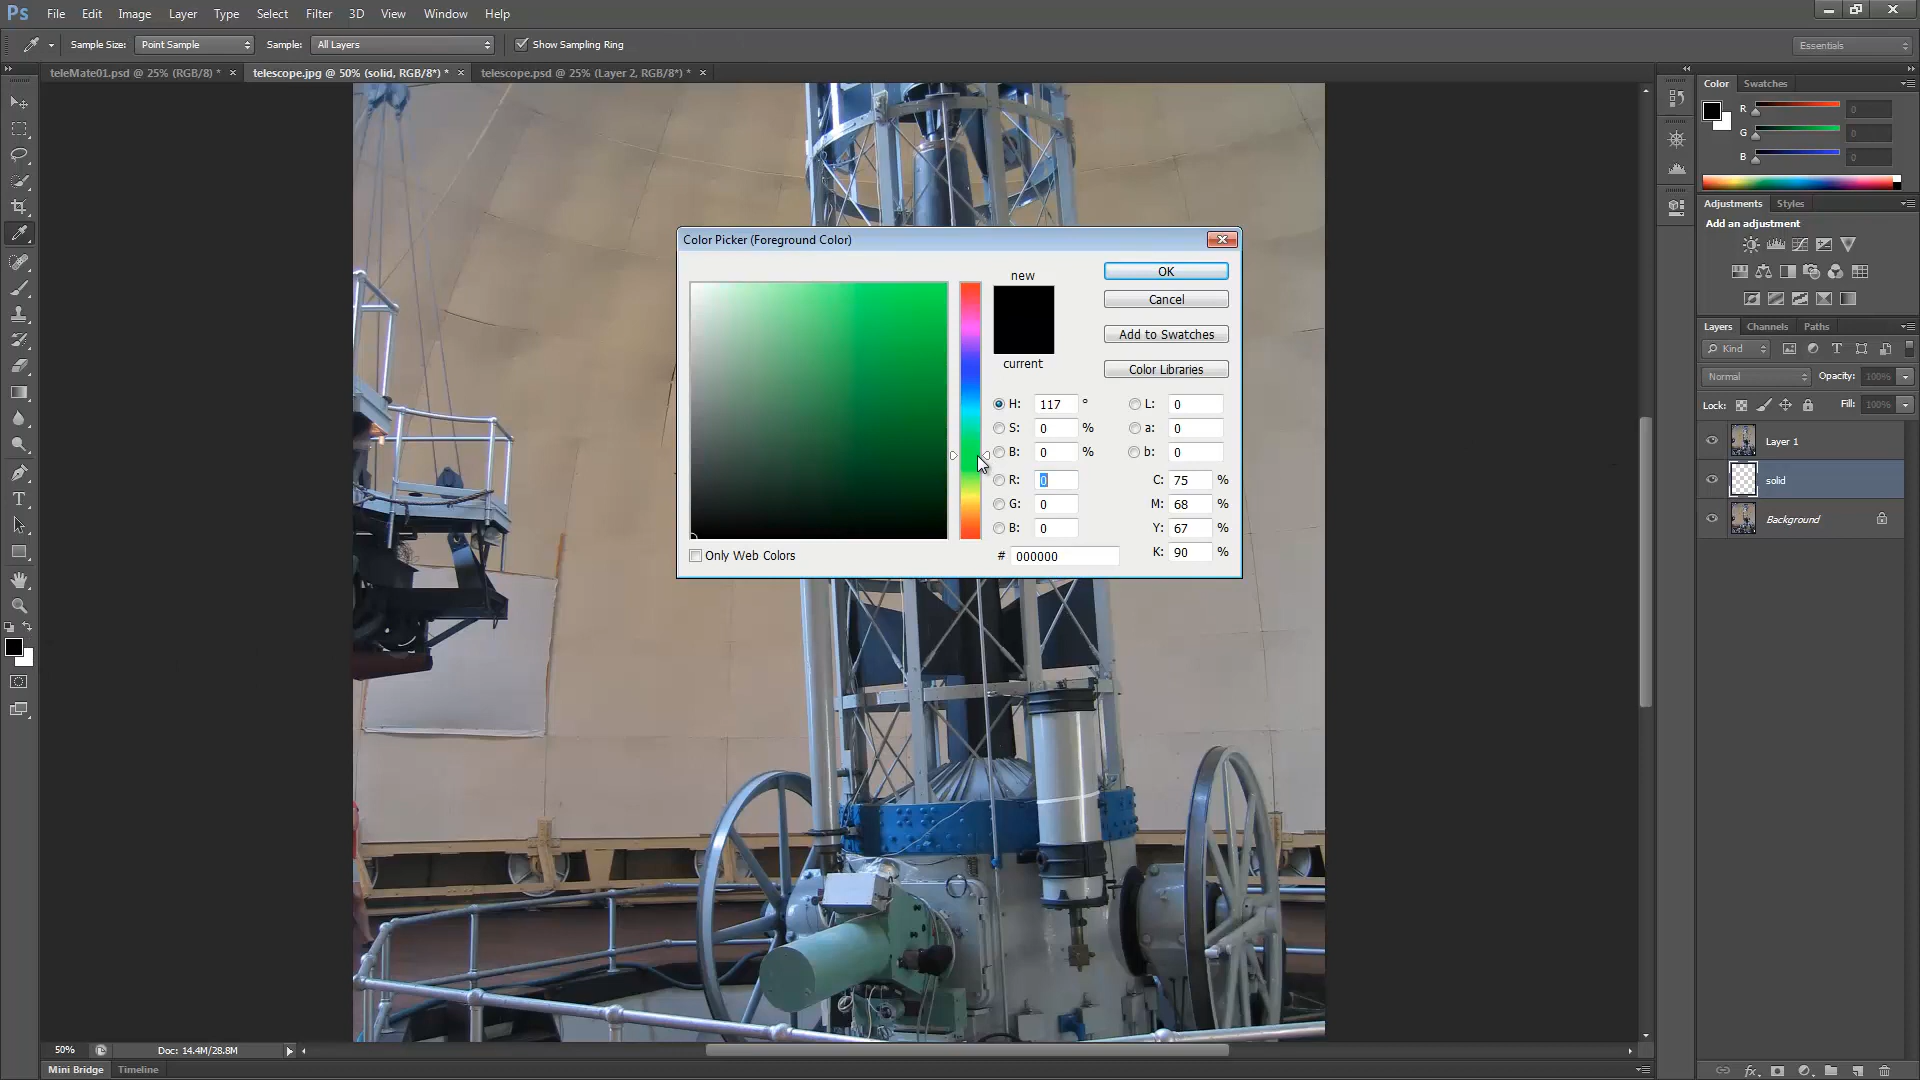 Ps File Edit Image Layer Type Select Filter 3D View Window Help
Sample Size: Point Sample Sample: All Layers Show Sampling Ring Essentials
teleMate01.psd @ 25% (RGB/8) * × telescope.jpg @ 50% (solid, RGB/8*) * × telescope.psd @ 25% (Layer 2, RGB/8*) * ×
Color Swatches
R 0
G 0
B 0
Adjustments Styles
Add an adjustment
Layers Channels Paths
Kind
Normal Opacity: 100%
Lock: Fill: 100%
Layer 1
solid
Background
Color Picker (Foreground Color)
new
current
OK
Cancel
Add to Swatches
Color Libraries
H: 117 °
S: 0 %
B: 0 %
R: 0
G: 0
B: 0
# 000000
L: 0
a: 0
b: 0
C: 75 %
M: 68 %
Y: 67 %
K: 90 %
Only Web Colors
50% Doc: 14.4M/28.8M
Mini Bridge Timeline